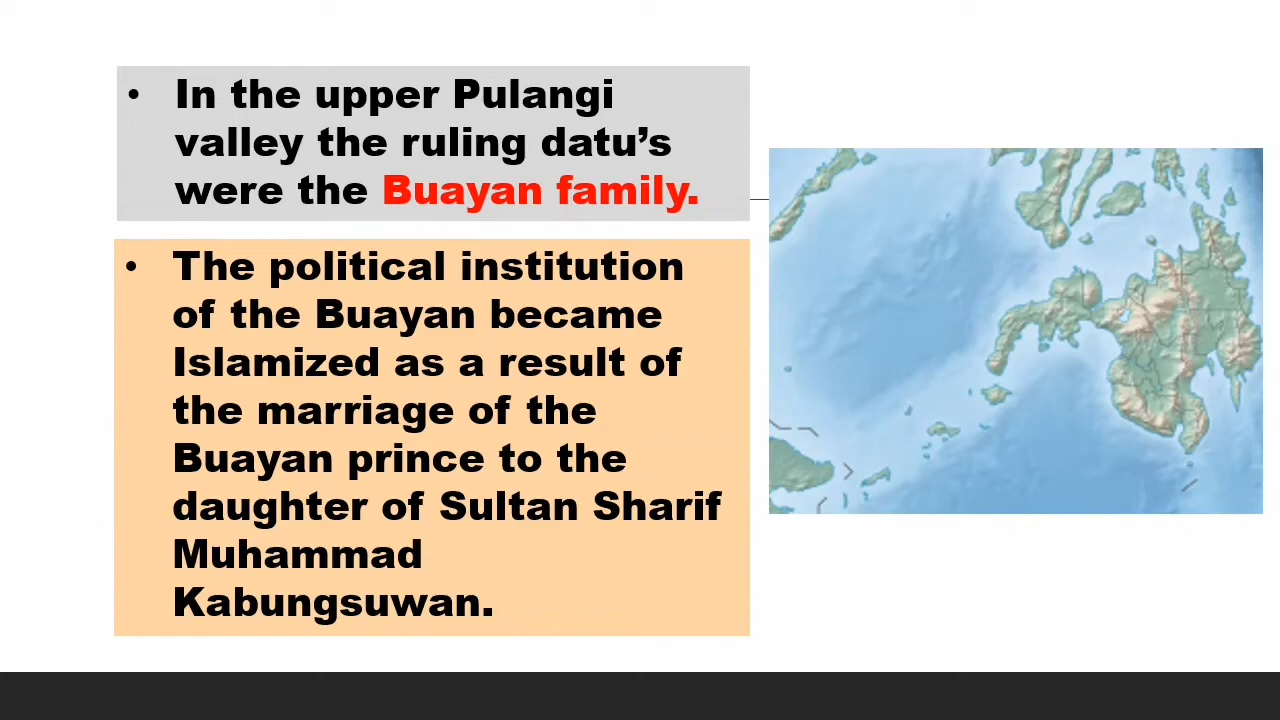 • In the upper Pulangi
valley the ruling datu’s
were the Buayan family.
• The political institution
of the Buayan became
Islamized as a result of
the marriage of the
Buayan prince to the
daughter of Sultan Sharif
Muhammad
Kabungsuwan.